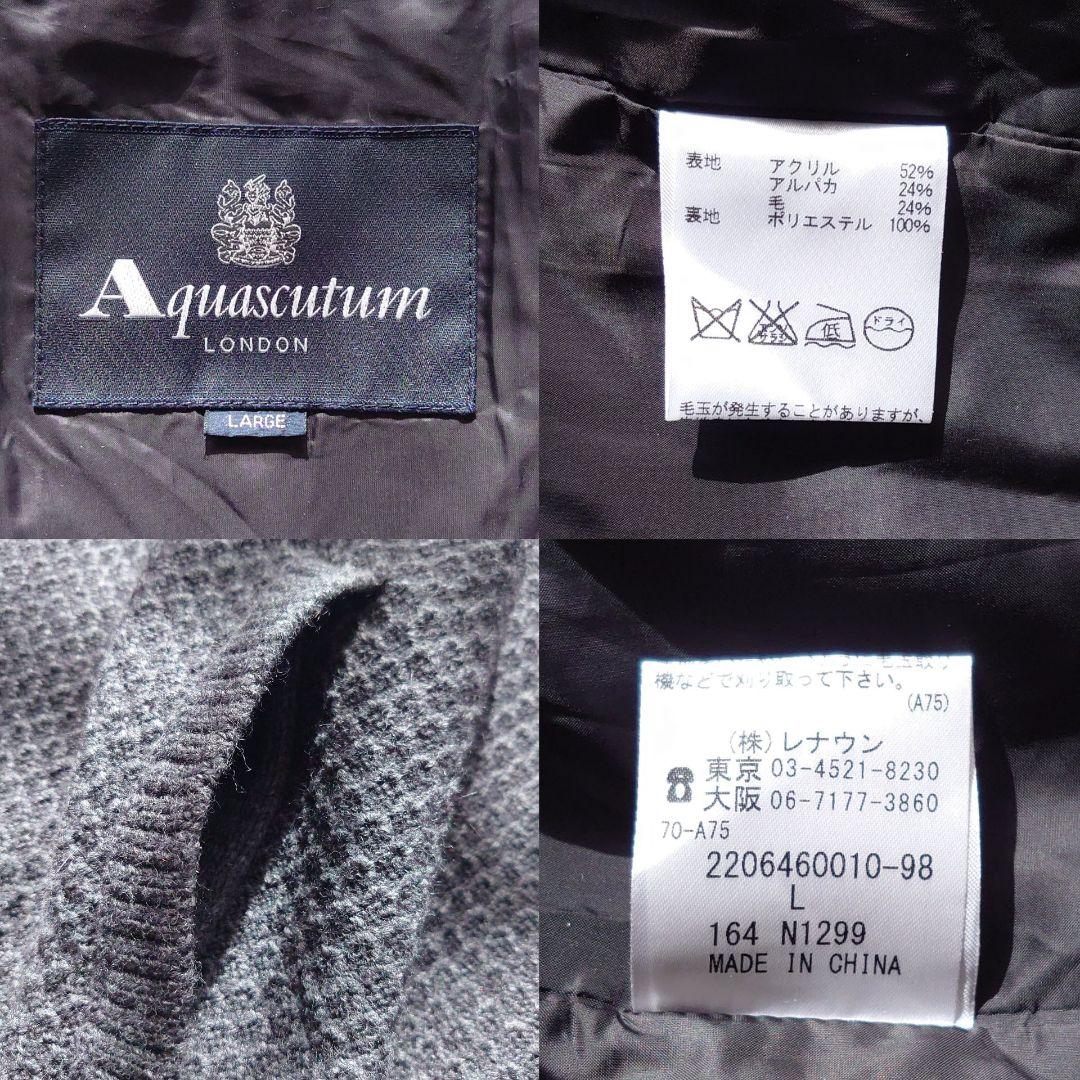 Aquascutum
LONDON
LARGE
表地 アクリル 52%
アルパカ 24%
毛 24%
裏地 ポリエステル 100%
低 ドライ
毛玉が発生することがありますが、
機などで刈り取って下さい。
(A75)
(株)レナウン
東京 03-4521-8230
大阪 06-7177-3860
70-A75
2206460010-98
L
164 N1299
MADE IN CHINA